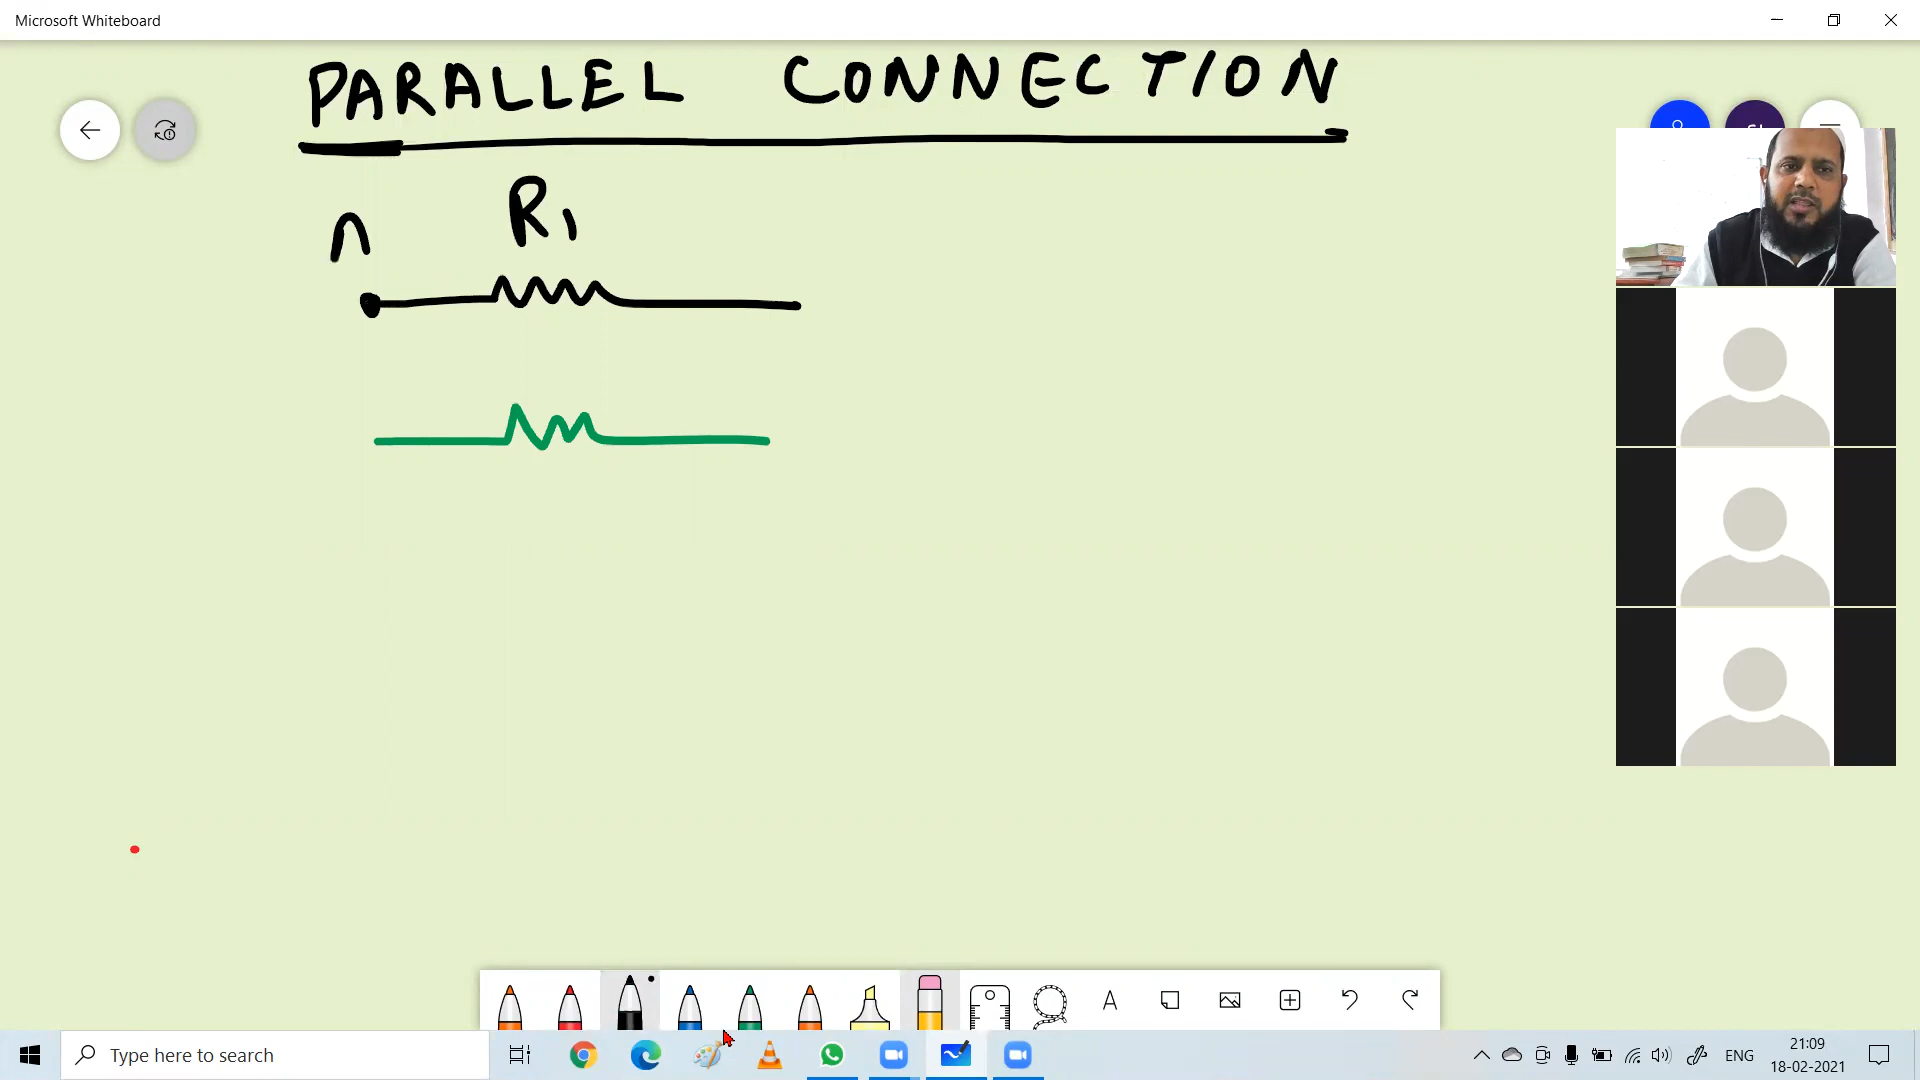 Microsoft Whiteboard
PARALLEL CONNECTION
R1
A
Type here to search
ENG
21:09
18-02-2021